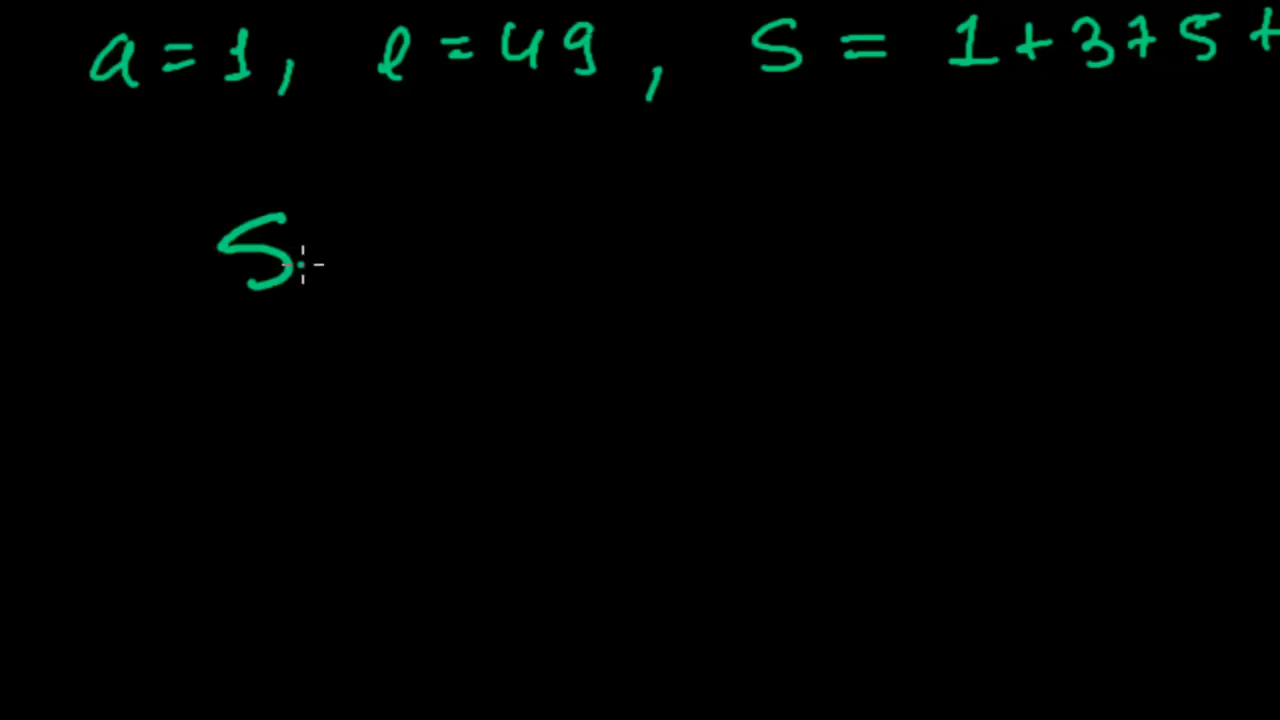 a = 1, l = 49, S = 1+3+5+
S